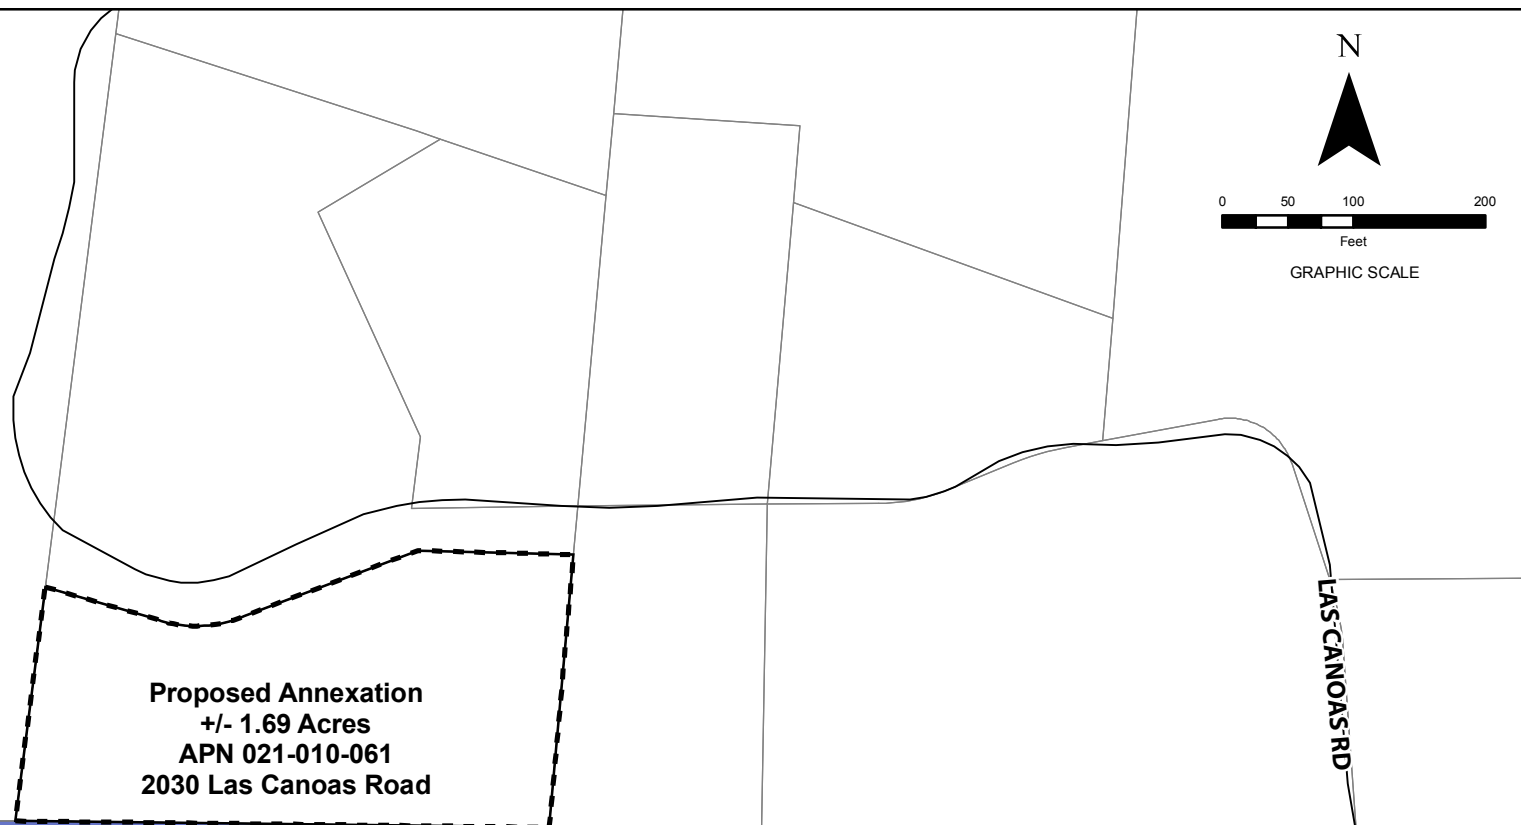 N
0 50 100 200
Feet
GRAPHIC SCALE
LAS CANOAS RD
Proposed Annexation
+/- 1.69 Acres
APN 021-010-061
2030 Las Canoas Road